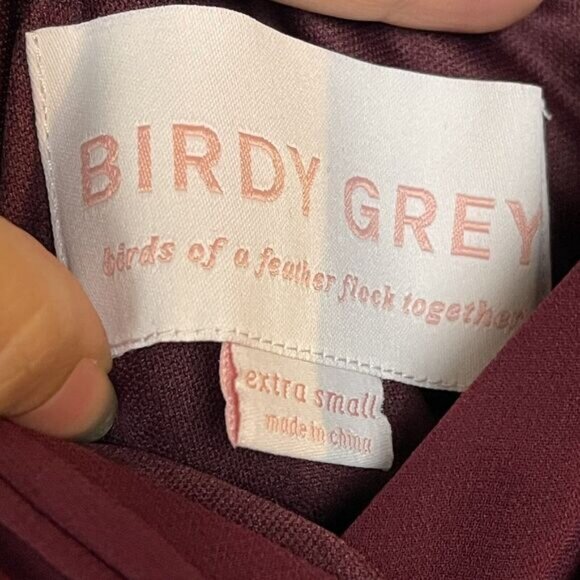 BIRDY GREY
birds of a feather flock together
extra small
made in china